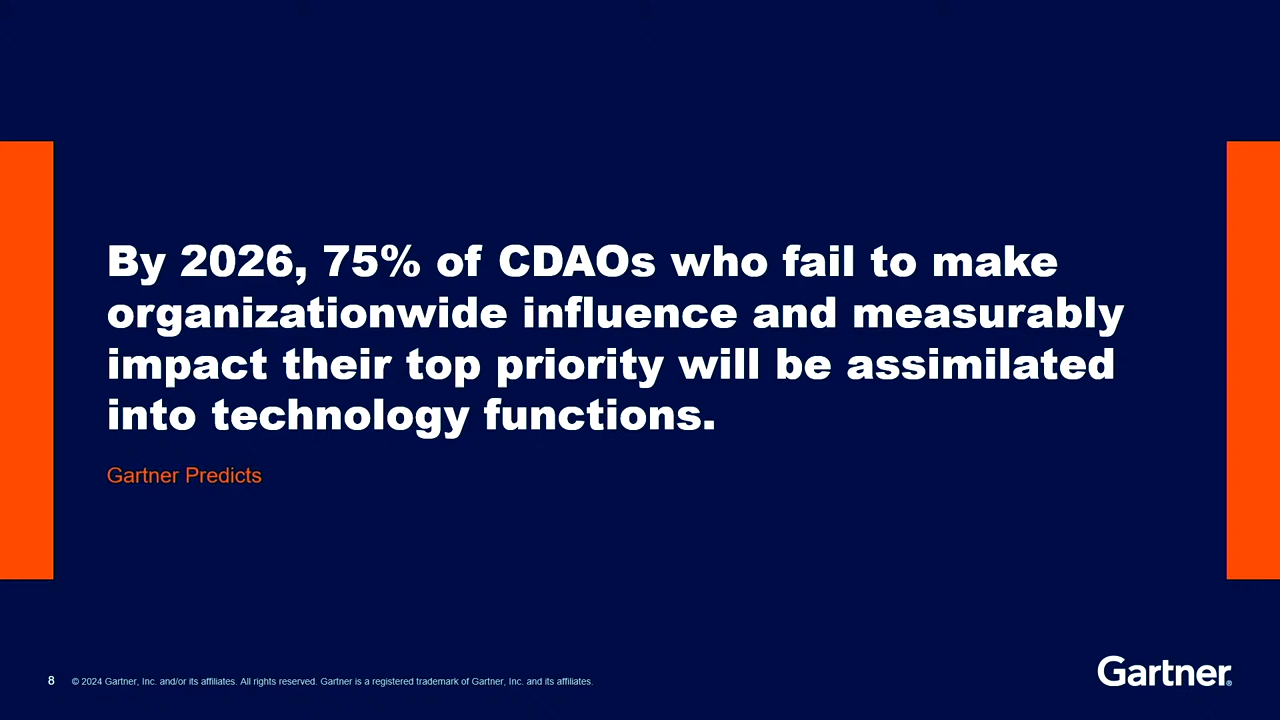 By 2026, 75% of CDAOs who fail to make
organizationwide influence and measurably
impact their top priority will be assimilated
into technology functions.
Gartner Predicts
8 © 2024 Gartner, Inc. and/or its affiliates. All rights reserved. Gartner is a registered trademark of Gartner, Inc. and its affiliates.
Gartner®